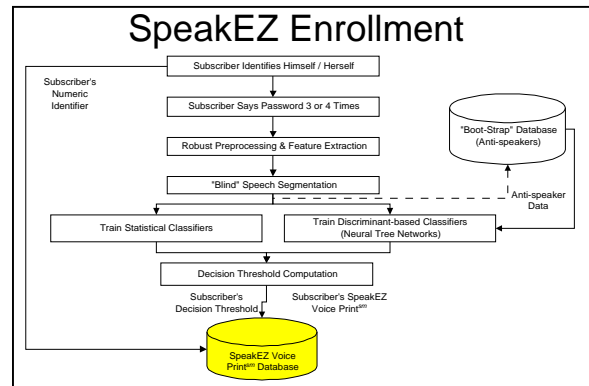 SpeakEZ Enrollment
Subscriber Identifies Himself / Herself
Subscriber's
Numeric
Identifier
Subscriber Says Password 3 or 4 Times
"Boot-Strap" Database
(Anti-speakers)
Robust Preprocessing & Feature Extraction
"Blind" Speech Segmentation
Anti-speaker
Data
Train Statistical Classifiers
Train Discriminant-based Classifiers
(Neural Tree Networks)
Decision Threshold Computation
Subscriber's
Decision Threshold
Subscriber's SpeakEZ
Voice Print℠
SpeakEZ Voice
Print℠ Database